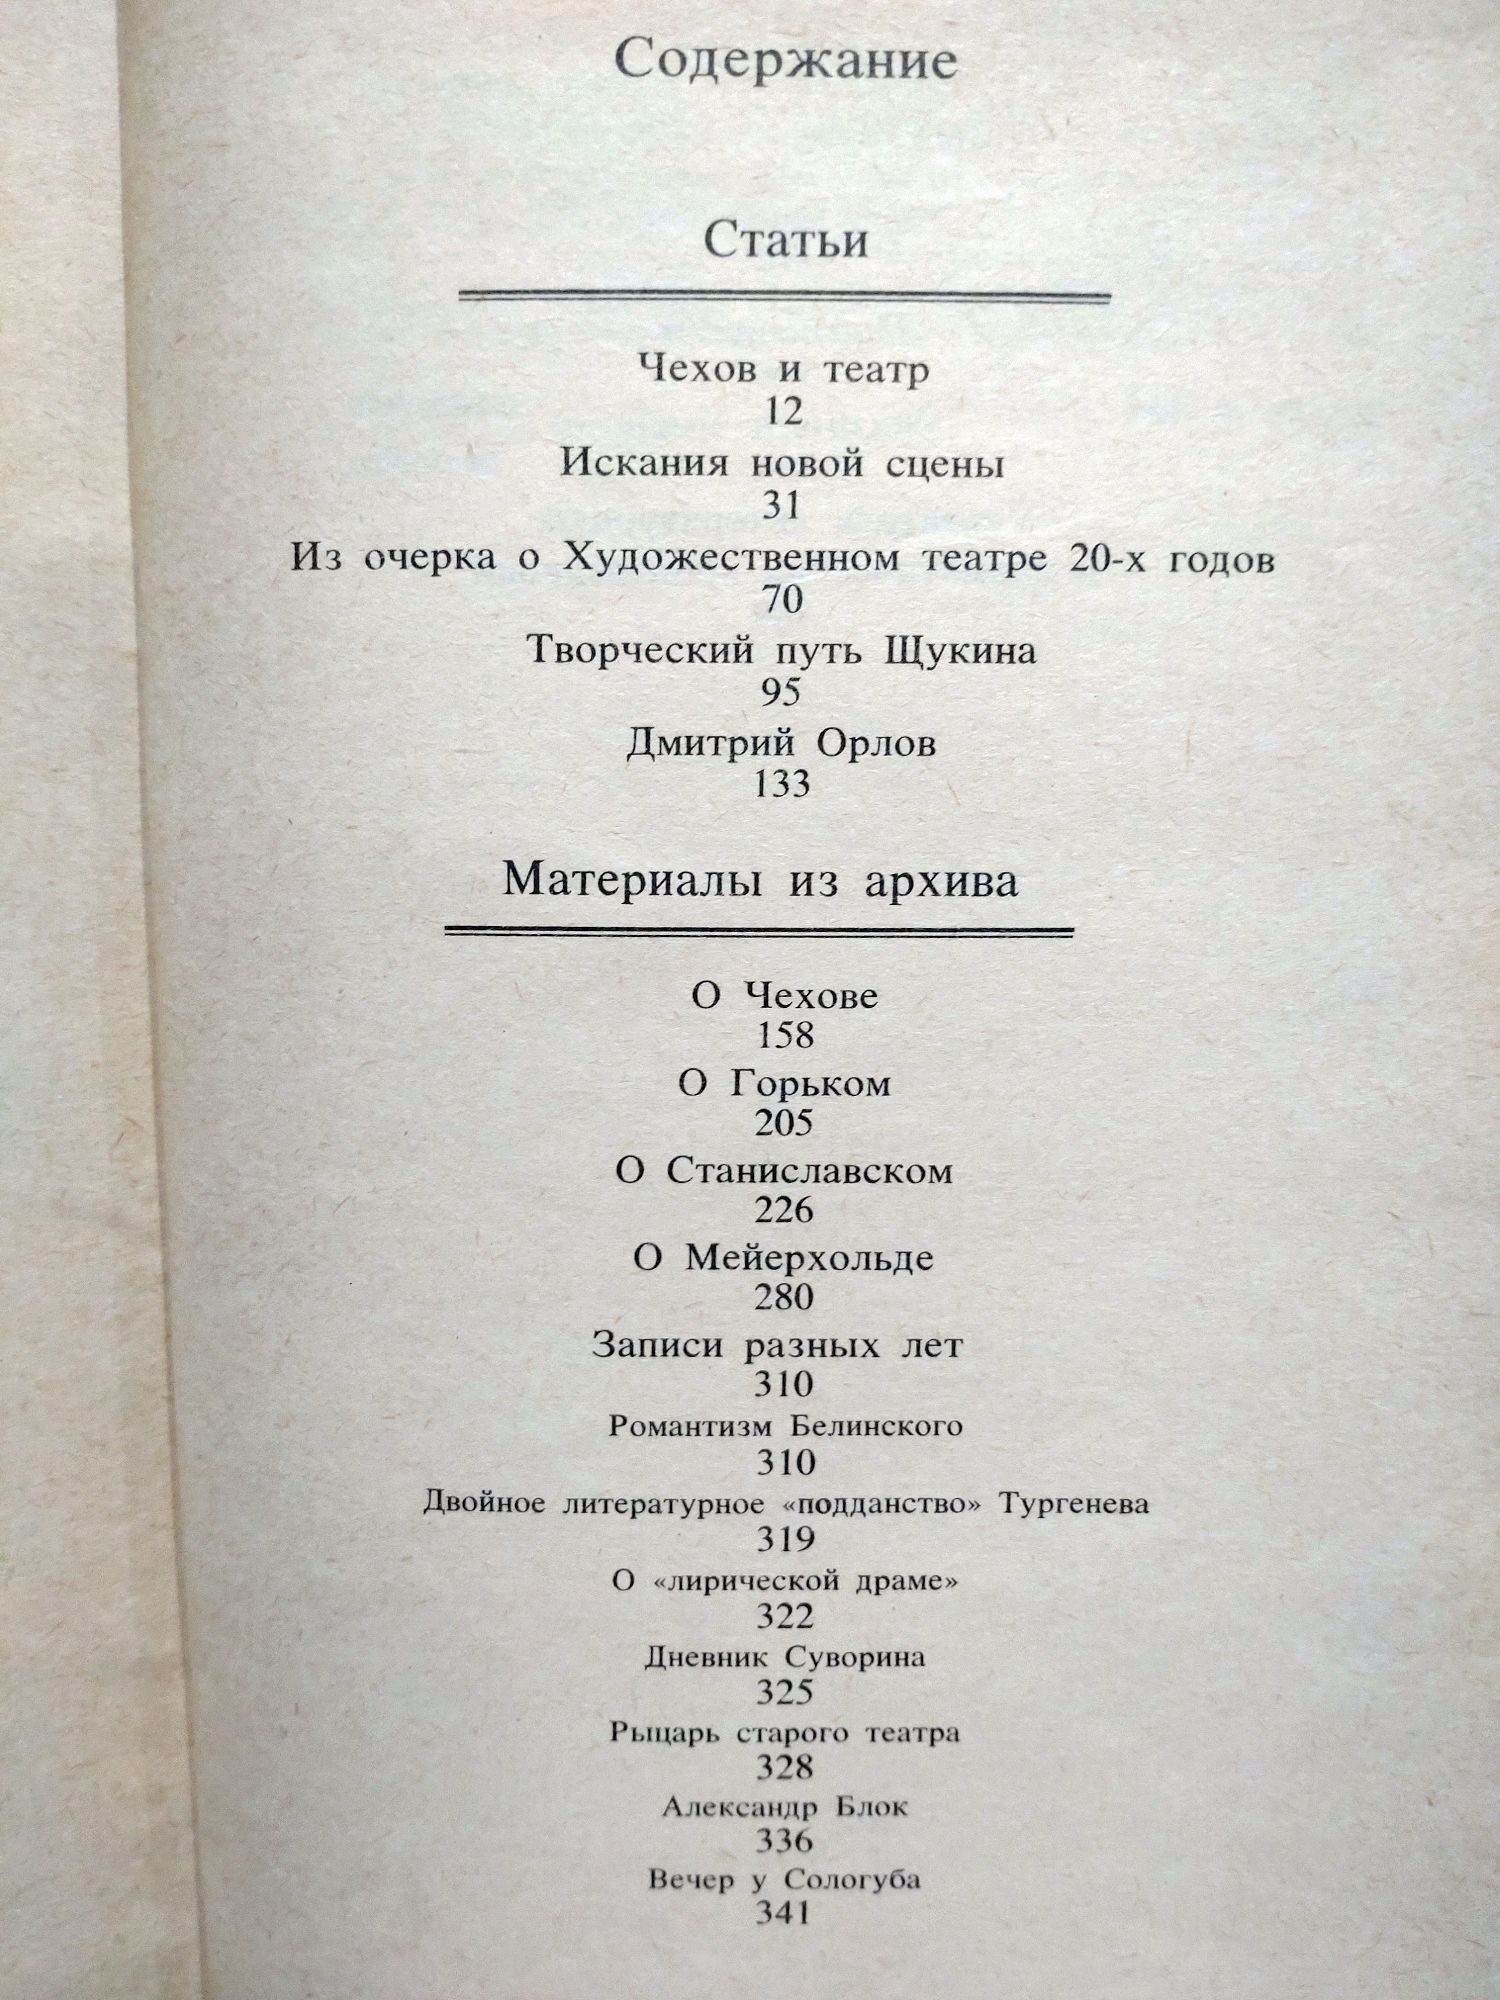 Содержание
Статьи
Чехов и театр
12
Искания новой сцены
31
Из очерка о Художественном театре 20-х годов
70
Творческий путь Щукина
95
Дмитрий Орлов
133
Материалы из архива
О Чехове
158
О Горьком
205
О Станиславском
226
О Мейерхольде
280
Записи разных лет
310
Романтизм Белинского
310
Двойное литературное «подданство» Тургенева
319
О «лирической драме»
322
Дневник Суворина
325
Рыцарь старого театра
328
Александр Блок
336
Вечер у Сологуба
341